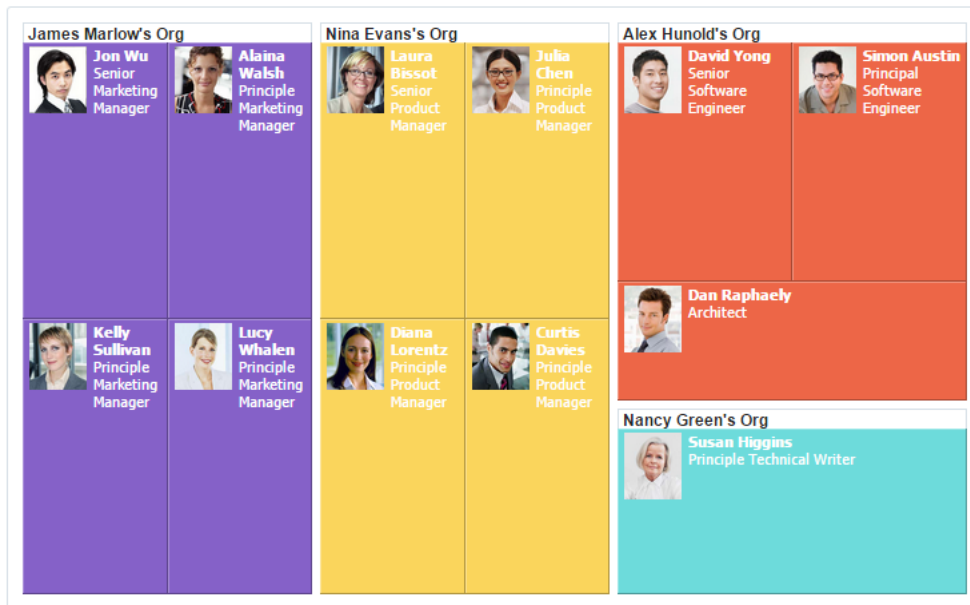 James Marlow's Org
Jon Wu
Senior
Marketing
Manager
Alaina
Walsh
Principle
Marketing
Manager
Kelly
Sullivan
Principle
Marketing
Manager
Lucy
Whalen
Principle
Marketing
Manager
Nina Evans's Org
Laura
Bissot
Senior
Product
Manager
Julia
Chen
Principle
Product
Manager
Diana
Lorentz
Principle
Product
Manager
Curtis
Davies
Principle
Product
Manager
Alex Hunold's Org
David Yong
Senior
Software
Engineer
Simon Austin
Principal
Software
Engineer
Dan Raphaely
Architect
Nancy Green's Org
Susan Higgins
Principle Technical Writer